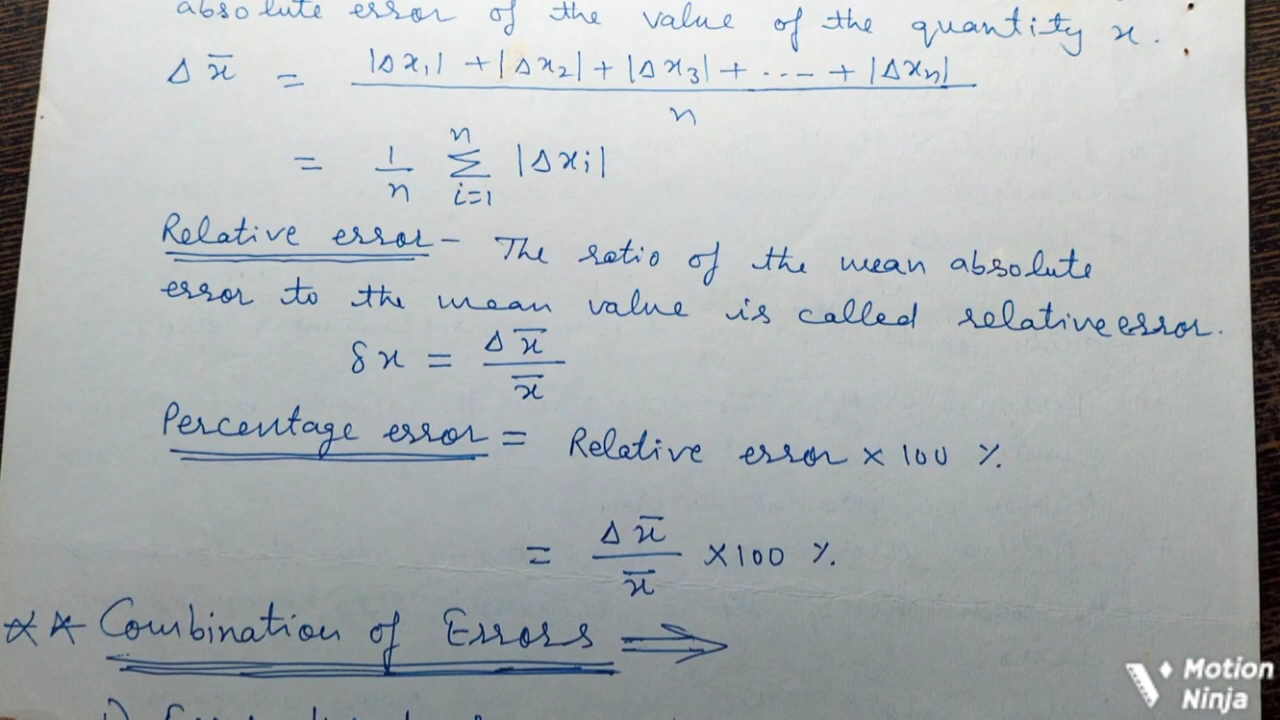 absolute error of the value of the quantity x.
Δx̄ = |Δx₁| + |Δx₂| + |Δx₃| + .... + |Δxₙ| / n
= 1/n Σ i=1 n |Δxi|
Relative error - The ratio of the mean absolute
error to the mean value is called relative error.
δx = Δx̄ / x̄
Percentage error = Relative error × 100 %.
= Δx̄ / x̄ × 100 %.
☆☆ Combination of Errors ⇒
1)
Motion
Ninja